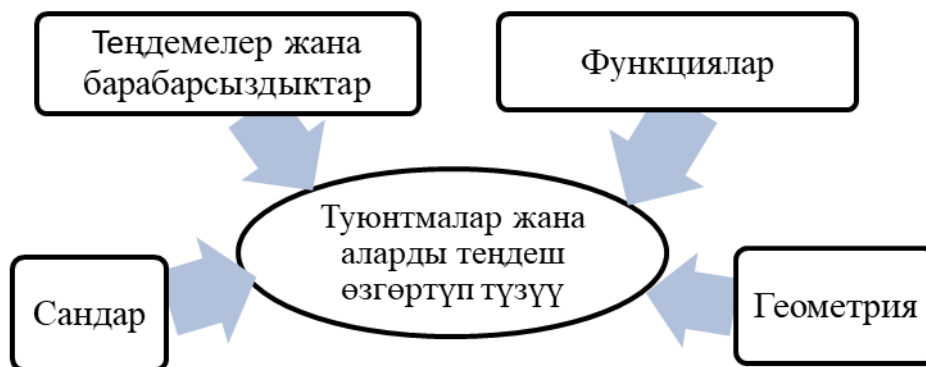 Теңдемелер жана
барабарсыздыктар
Функциялар
Туюнтмалар жана
аларды теңдеш
өзгөртүп түзүү
Сандар
Геометрия